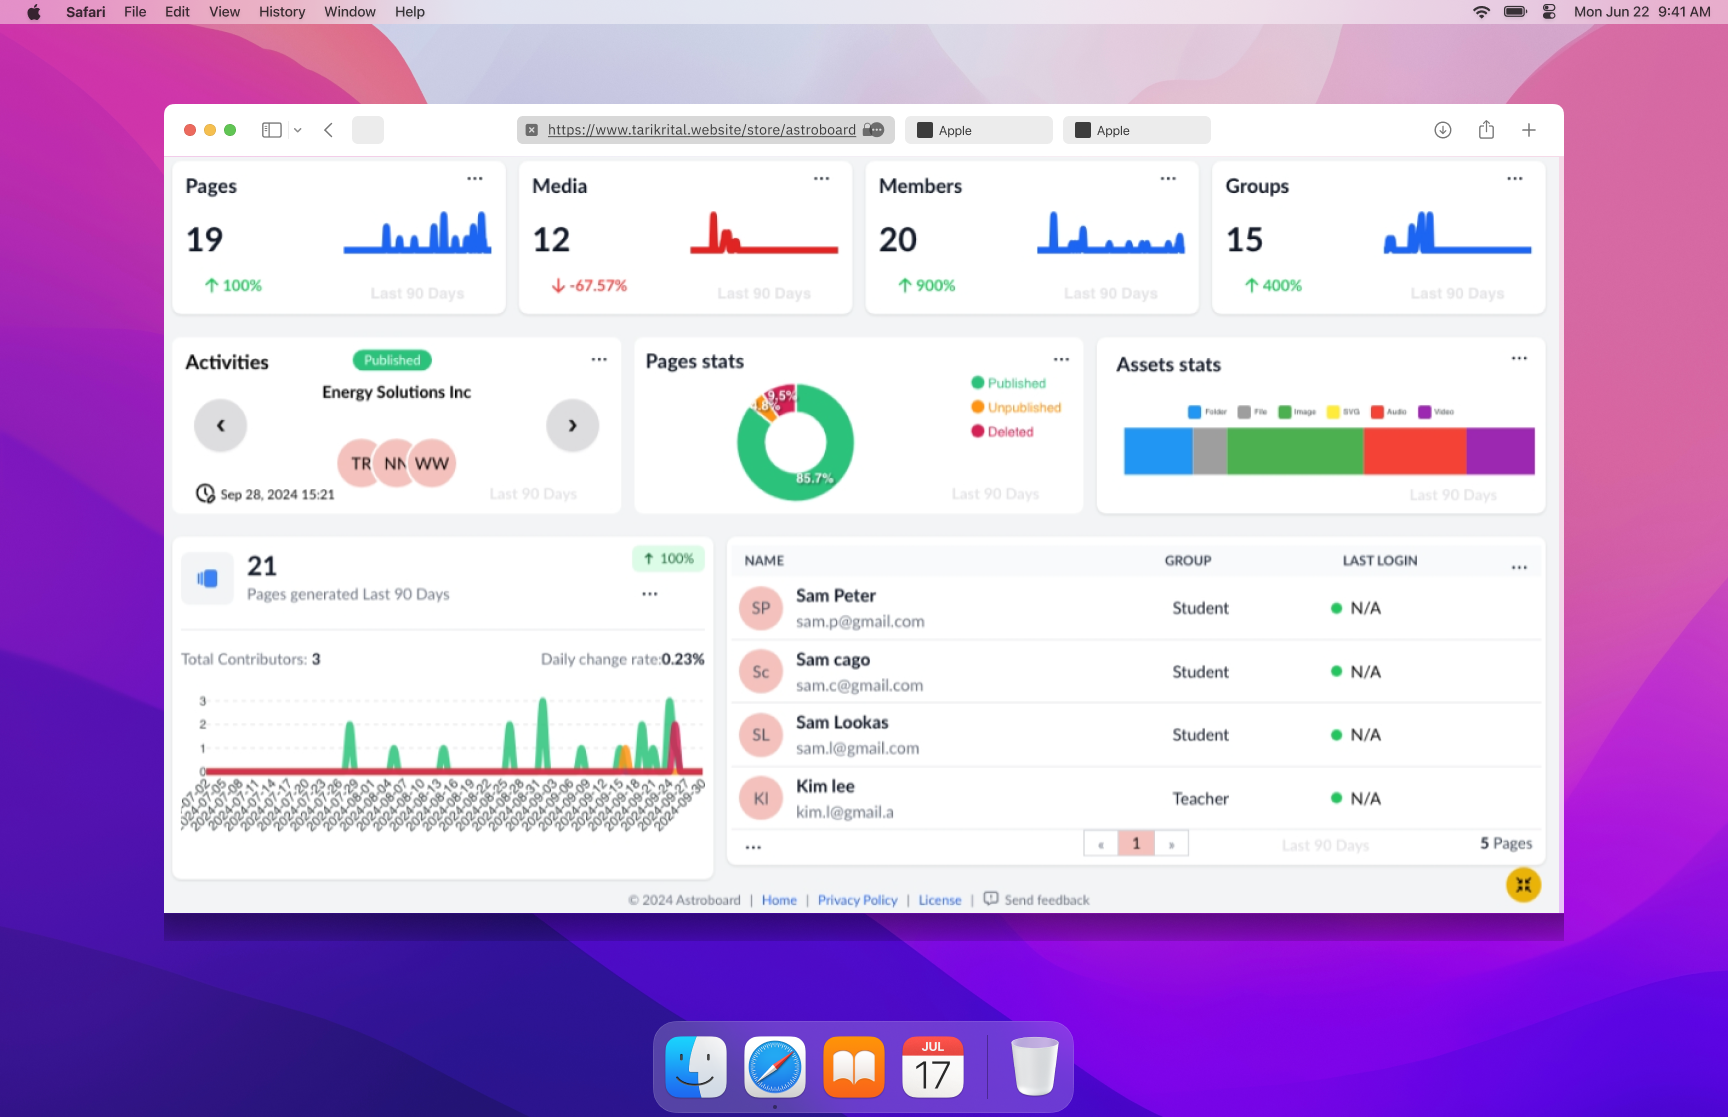 Safari File Edit View History Window Help
Mon Jun 22 9:41 AM
https://www.tarikrital.website/store/astroboard
Apple
Apple
Pages
19
100%
Last 90 Days
Media
12
-67.57%
Last 90 Days
Members
20
900%
Last 90 Days
Groups
15
400%
Last 90 Days
Activities
Published
Energy Solutions Inc
TR NN WW
Sep 28, 2024 15:21
Last 90 Days
Pages stats
Published
Unpublished
Deleted
9.5%
4.8%
85.7%
Last 90 Days
Assets stats
Folder File Image SVG Audio Video
Last 90 Days
21
100%
Pages generated Last 90 Days
Total Contributors: 3
Daily change rate:0.23%
3
2
1
0
-07-02
2024-07-05
2024-07-08
2024-07-11
2024-07-14
2024-07-17
2024-07-20
2024-07-23
2024-07-26
2024-07-29
2024-08-01
2024-08-04
2024-08-07
2024-08-10
2024-08-13
2024-08-16
2024-08-19
2024-08-22
2024-08-25
2024-08-28
2024-08-31
2024-09-03
2024-09-06
2024-09-09
2024-09-12
2024-09-15
2024-09-18
2024-09-21
2024-09-24
2024-09-27
2024-09-30
NAME GROUP LAST LOGIN
SP Sam Peter Student N/A
sam.p@gmail.com
Sc Sam cago Student N/A
sam.c@gmail.com
SL Sam Lookas Student N/A
sam.l@gmail.com
Kl Kim lee Teacher N/A
kim.l@gmail.a
« 1 »
Last 90 Days
5 Pages
© 2024 Astroboard | Home | Privacy Policy | License | Send feedback
JUL
17